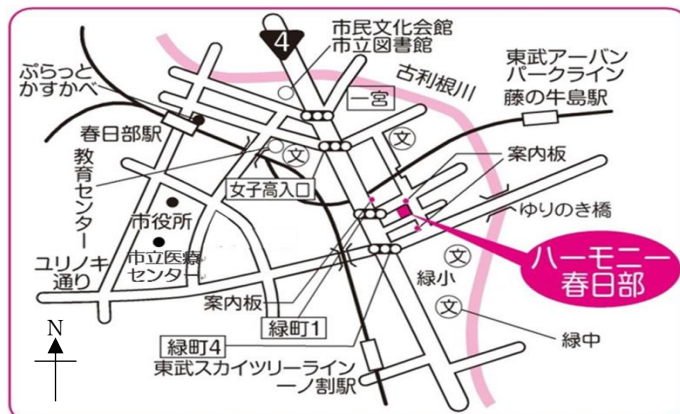 4
市民文化会館
市立図書館
東武アーバン
パークライン
藤の牛島駅
ぷらっと
かすかべ
古利根川
一宮
春日部駅
文
文
案内板
教育センター
女子高入口
ゆりのき橋
市役所
市立医療
センター
ユリノキ
通り
ハーモニー
春日部
文
緑小
案内板
文
緑町1
緑町4
緑中
東武スカイツリーライン
一ノ割駅
N